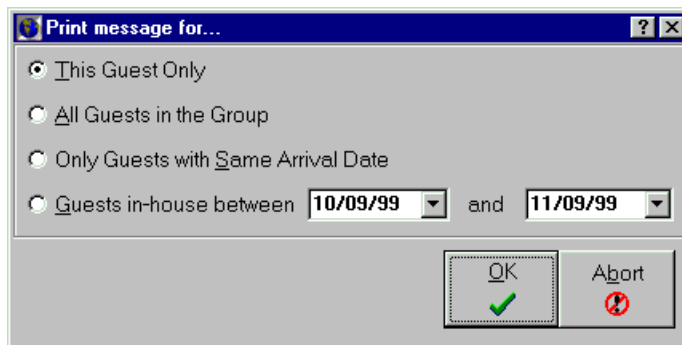 Print message for...
This Guest Only
All Guests in the Group
Only Guests with Same Arrival Date
Guests in-house between 10/09/99 and 11/09/99
OK Abort